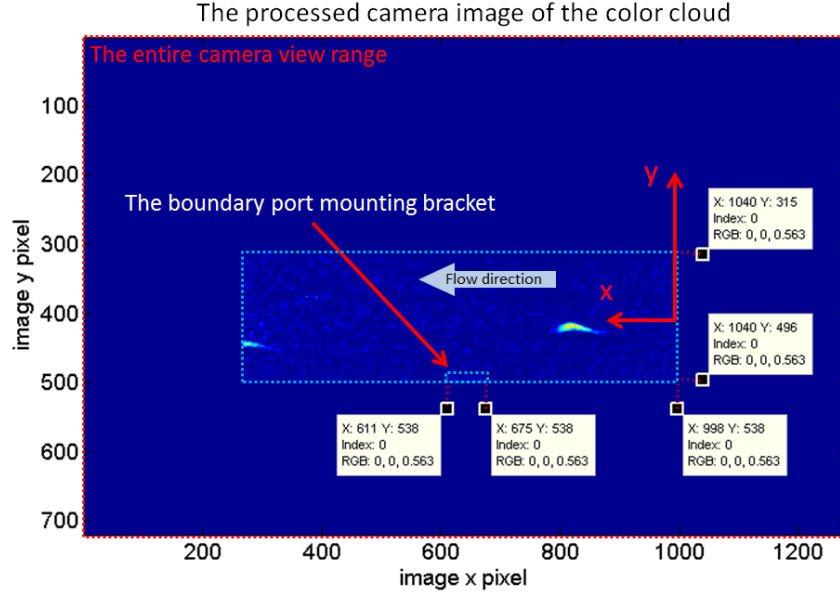 The processed camera image of the color cloud
The entire camera view range
100
200
300
400
500
600
700
image y pixel
The boundary port mounting bracket
Flow direction
y
x
X: 1040 Y: 315
Index: 0
RGB: 0, 0, 0.563
X: 1040 Y: 496
Index: 0
RGB: 0, 0, 0.563
X: 611 Y: 538
Index: 0
RGB: 0, 0, 0.563
X: 675 Y: 538
Index: 0
RGB: 0, 0, 0.563
X: 998 Y: 538
Index: 0
RGB: 0, 0, 0.563
200 400 600 800 1000 1200
image x pixel